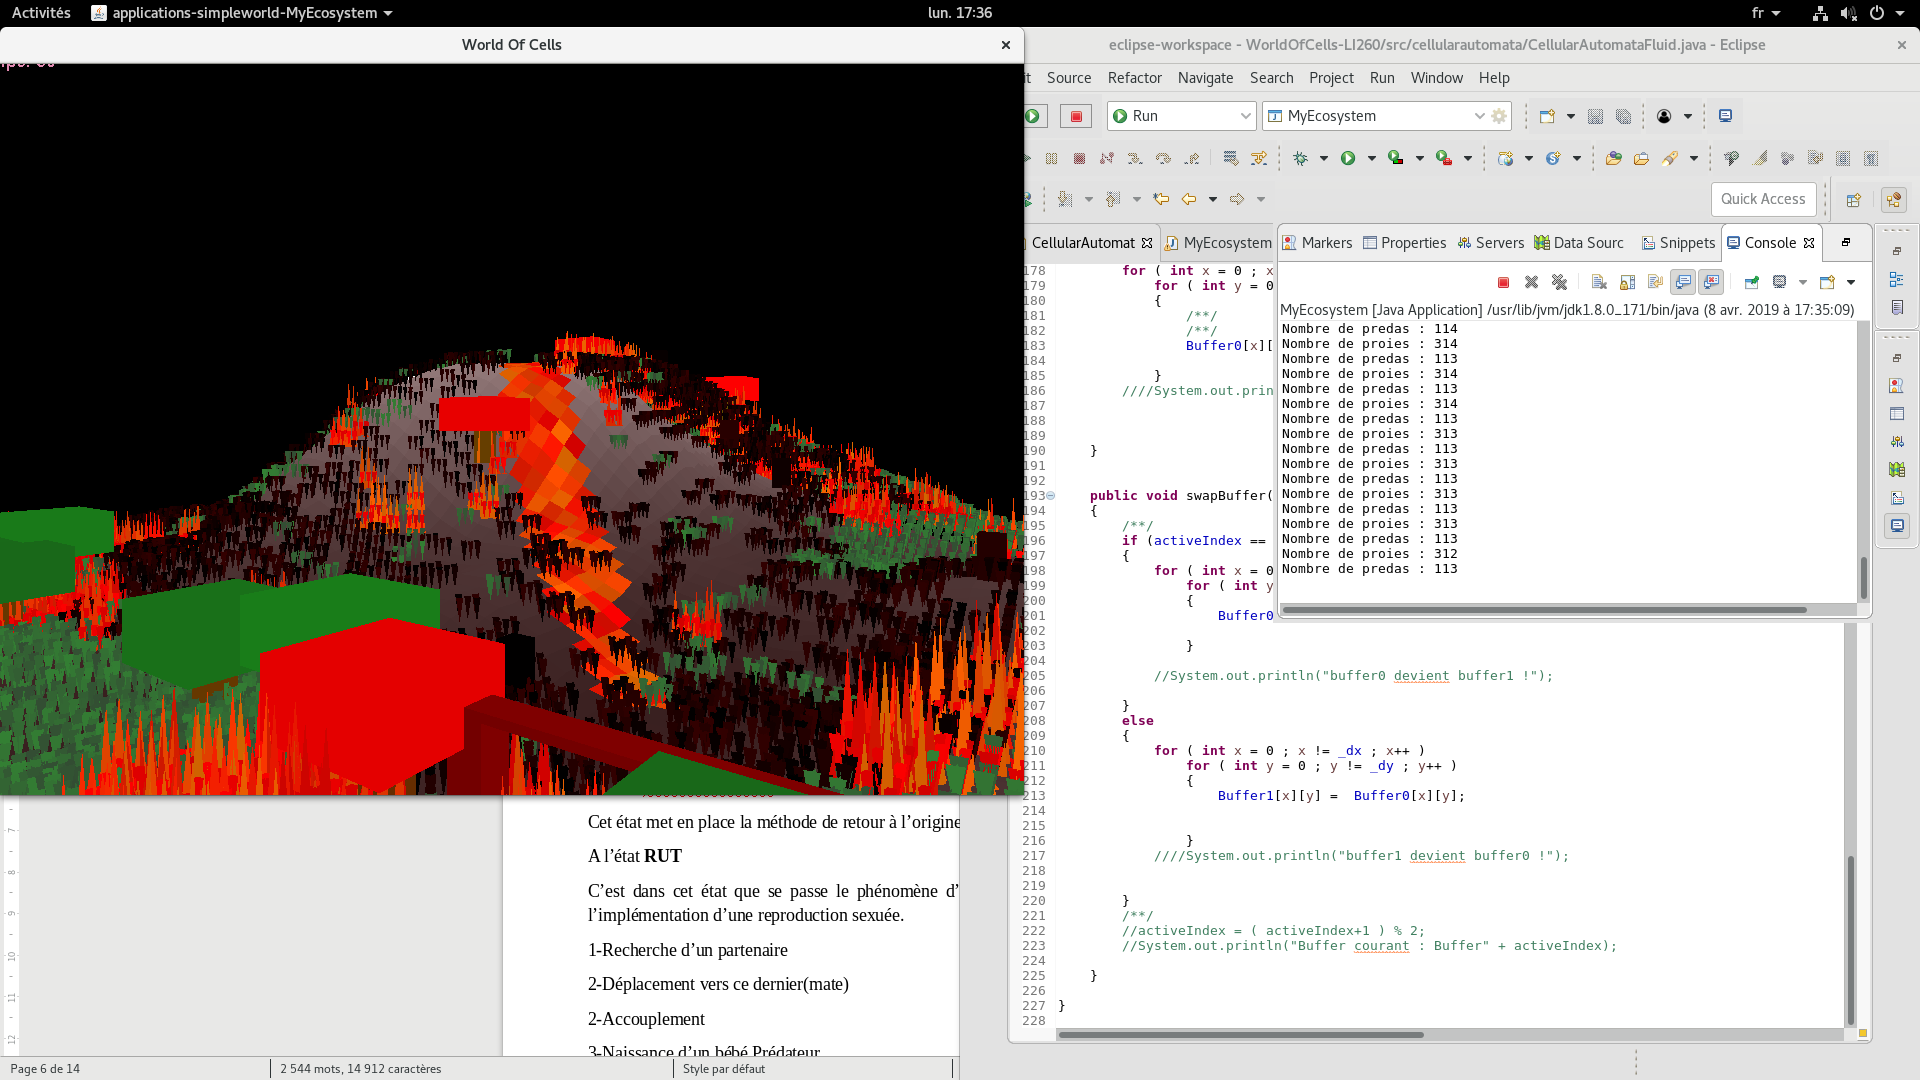 Activités
applications-simpleworld-MyEcosystem
lun. 17:36
fr
World Of Cells
eclipse-workspace - WorldOfCells-LI260/src/cellularautomata/CellularAutomataFluid.java - Eclipse
Source Refactor Navigate Search Project Run Window Help
Run
MyEcosystem
Quick Access
CellularAutomat
MyEcosystem
Markers Properties Servers Data Sourc Snippets Console
MyEcosystem [Java Application] /usr/lib/jvm/jdk1.8.0_171/bin/java (8 avr. 2019 à 17:35:09)
Nombre de predas : 114
Nombre de proies : 314
Nombre de predas : 113
Nombre de proies : 314
Nombre de predas : 113
Nombre de proies : 314
Nombre de predas : 113
Nombre de proies : 313
Nombre de predas : 113
Nombre de proies : 313
Nombre de predas : 113
Nombre de proies : 313
Nombre de predas : 113
Nombre de proies : 313
Nombre de predas : 113
Nombre de proies : 312
Nombre de predas : 113
178 for ( int x = 0 ; x
179 for ( int y = 0
180 {
181 /**/
182 /**/
183 Buffer0[x][
184
185 }
186 ////System.out.prin
187
188
189
190 }
191
192
193 public void swapBuffer(
194 {
195 /**/
196 if (activeIndex ==
197 {
198 for ( int x = 0
199 for ( int y
200 {
201 Buffer0
202
203 }
204
205 //System.out.println("buffer0 devient buffer1 !");
206
207 }
208 else
209 {
210 for ( int x = 0 ; x != _dx ; x++ )
211 for ( int y = 0 ; y != _dy ; y++ )
212 {
213 Buffer1[x][y] = Buffer0[x][y];
214
215
216 }
217 ////System.out.println("buffer1 devient buffer0 !");
218
219
220 }
221 /**/
222 //activeIndex = ( activeIndex+1 ) % 2;
223 //System.out.println("Buffer courant : Buffer" + activeIndex);
224
225 }
226
227 }
228
Cet état met en place la méthode de retour à l'origine
A l'état RUT
C'est dans cet état que se passe le phénomène d'
l'implémentation d'une reproduction sexuée.
1-Recherche d'un partenaire
2-Déplacement vers ce dernier(mate)
2-Accouplement
3-Naissance d'un bébé Prédateur
7
8
9
10
11
12
Page 6 de 14
2 544 mots, 14 912 caractères
Style par défaut